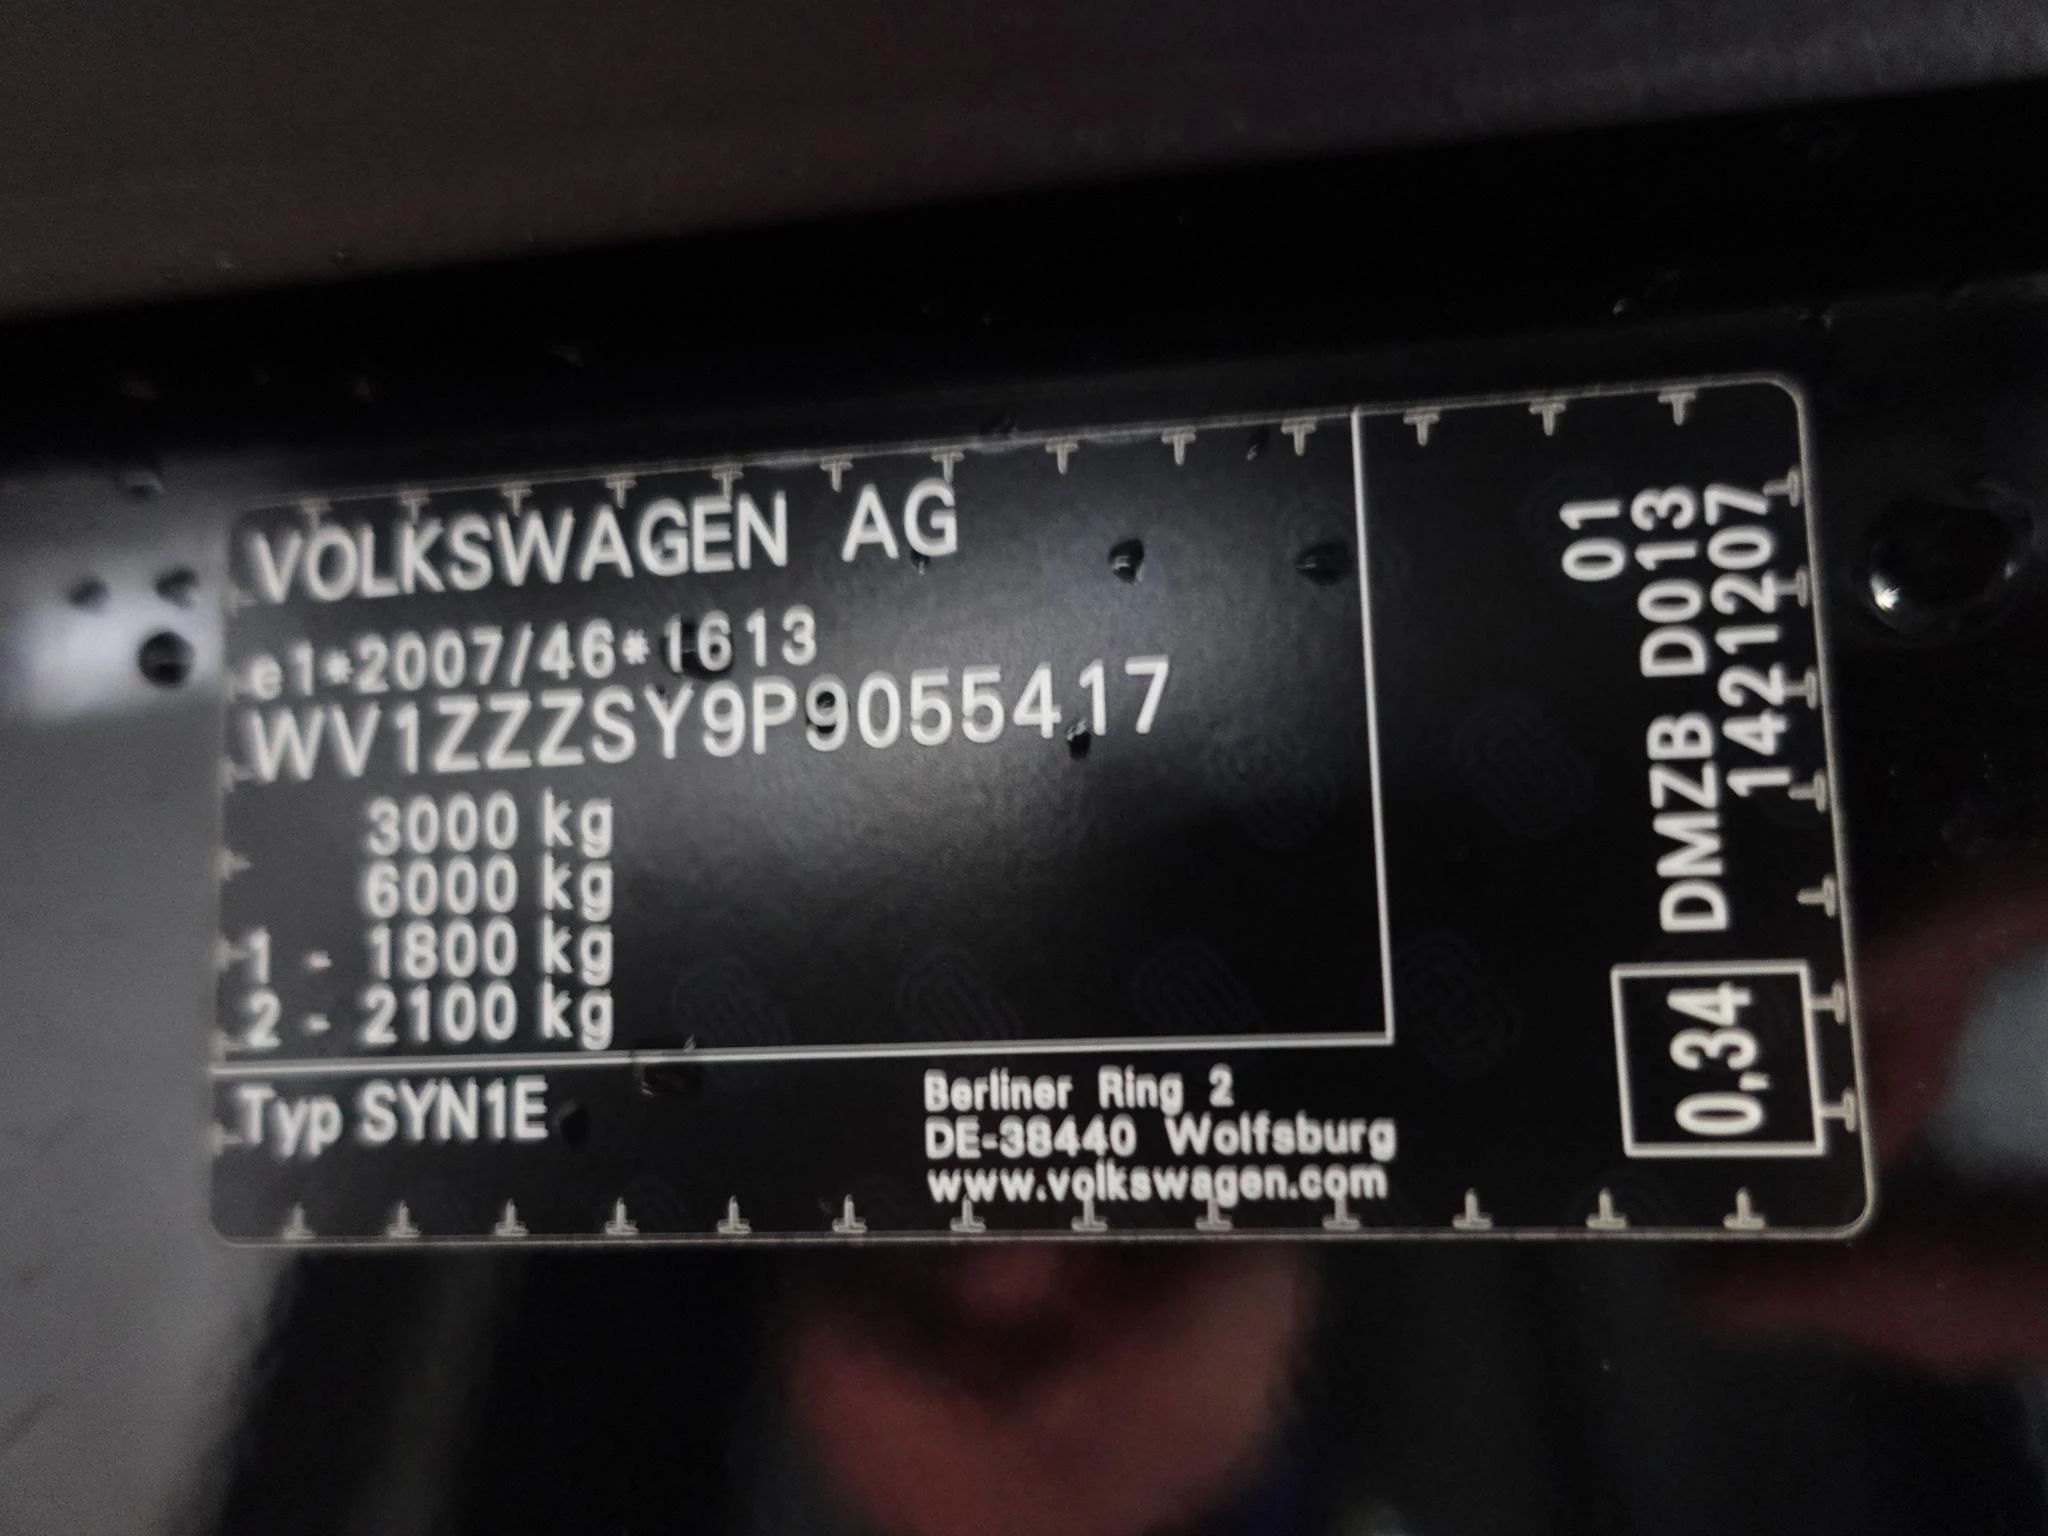 VOLKSWAGEN AG
e1*2007/46*1613
WV1ZZZSY9P9055417
3000 kg
6000 kg
1 - 1800 kg
2 - 2100 kg
Typ SYN1E
Berliner Ring 2
DE-38440 Wolfsburg
www.volkswagen.com
01
DMZB D013
1421207
0,34